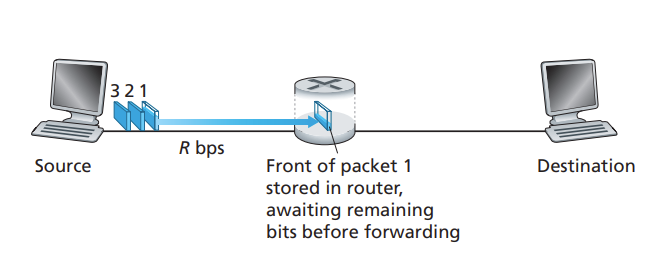 3 2 1
R bps
Source
Front of packet 1
stored in router,
awaiting remaining
bits before forwarding
Destination